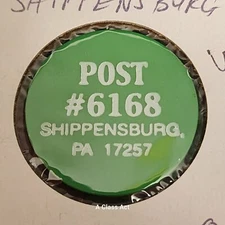 SHIPPENSBURG
POST
#6168
SHIPPENSBURG,
PA 17257
A Class Act